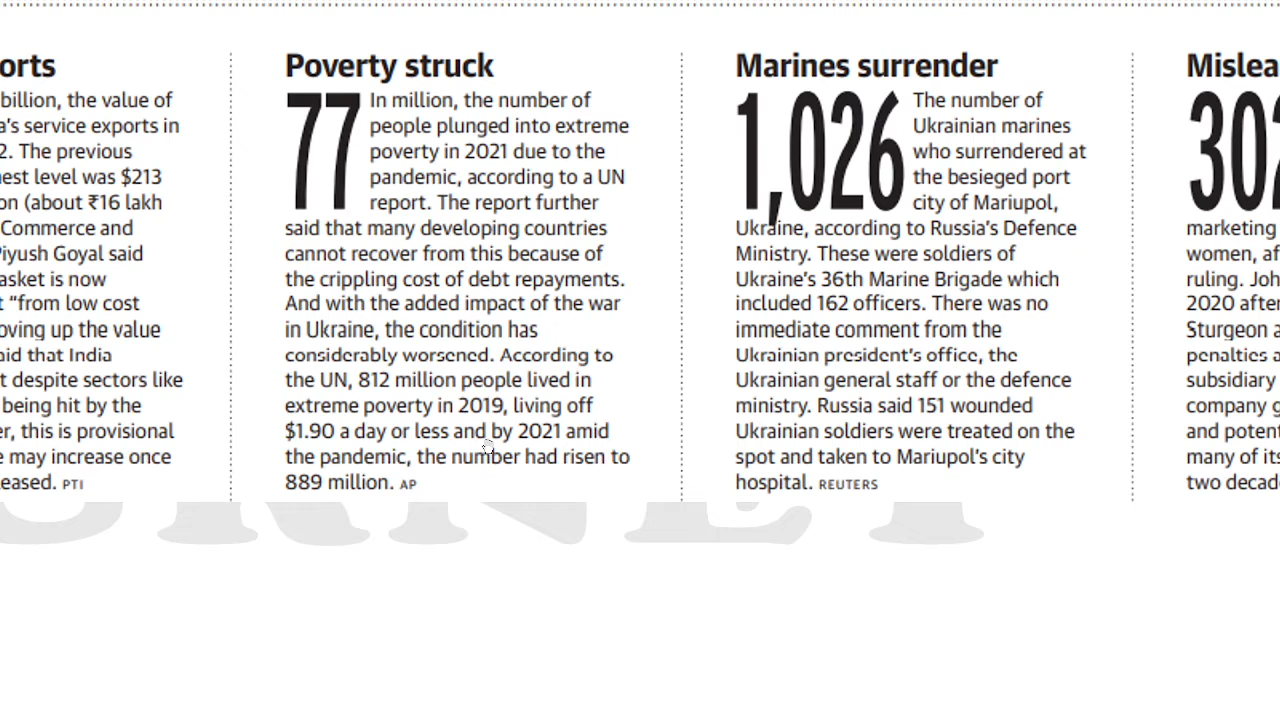 orts
billion, the value of
a's service exports in
2. The previous
est level was $213
on (about ₹16 lakh
Commerce and
Piyush Goyal said
asket is now
t “from low cost
oving up the value
aid that India
t despite sectors like
being hit by the
er, this is provisional
e may increase once
eased. PTI
Poverty struck
77 In million, the number of
people plunged into extreme
poverty in 2021 due to the
pandemic, according to a UN
report. The report further
said that many developing countries
cannot recover from this because of
the crippling cost of debt repayments.
And with the added impact of the war
in Ukraine, the condition has
considerably worsened. According to
the UN, 812 million people lived in
extreme poverty in 2019, living off
$1.90 a day or less and by 2021 amid
the pandemic, the number had risen to
889 million. AP
Marines surrender
1,026 The number of
Ukrainian marines
who surrendered at
the besieged port
city of Mariupol,
Ukraine, according to Russia's Defence
Ministry. These were soldiers of
Ukraine's 36th Marine Brigade which
included 162 officers. There was no
immediate comment from the
Ukrainian president's office, the
Ukrainian general staff or the defence
ministry. Russia said 151 wounded
Ukrainian soldiers were treated on the
spot and taken to Mariupol's city
hospital. REUTERS
Mislea
302
marketing
women, af
ruling. Joh
2020 after
Sturgeon a
penalties a
subsidiary
company g
and potent
many of its
two decade